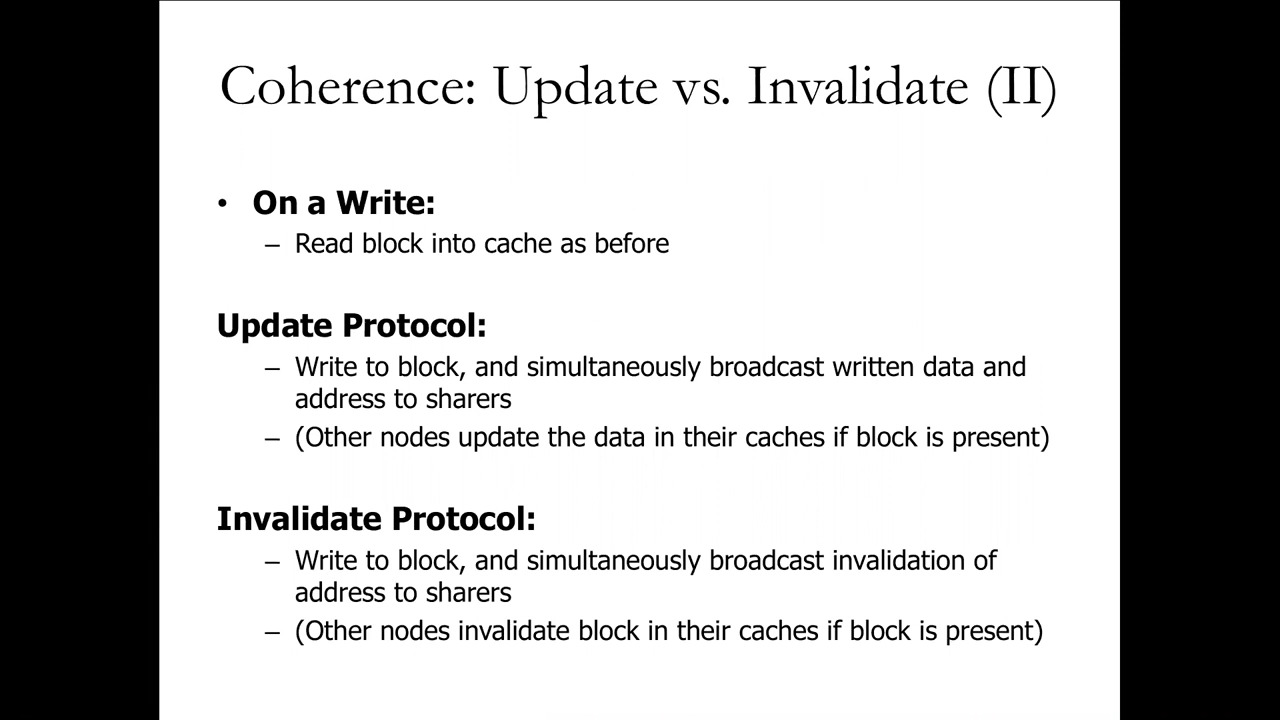 Coherence: Update vs. Invalidate (II)
• On a Write:
– Read block into cache as before
Update Protocol:
– Write to block, and simultaneously broadcast written data and
address to sharers
– (Other nodes update the data in their caches if block is present)
Invalidate Protocol:
– Write to block, and simultaneously broadcast invalidation of
address to sharers
– (Other nodes invalidate block in their caches if block is present)